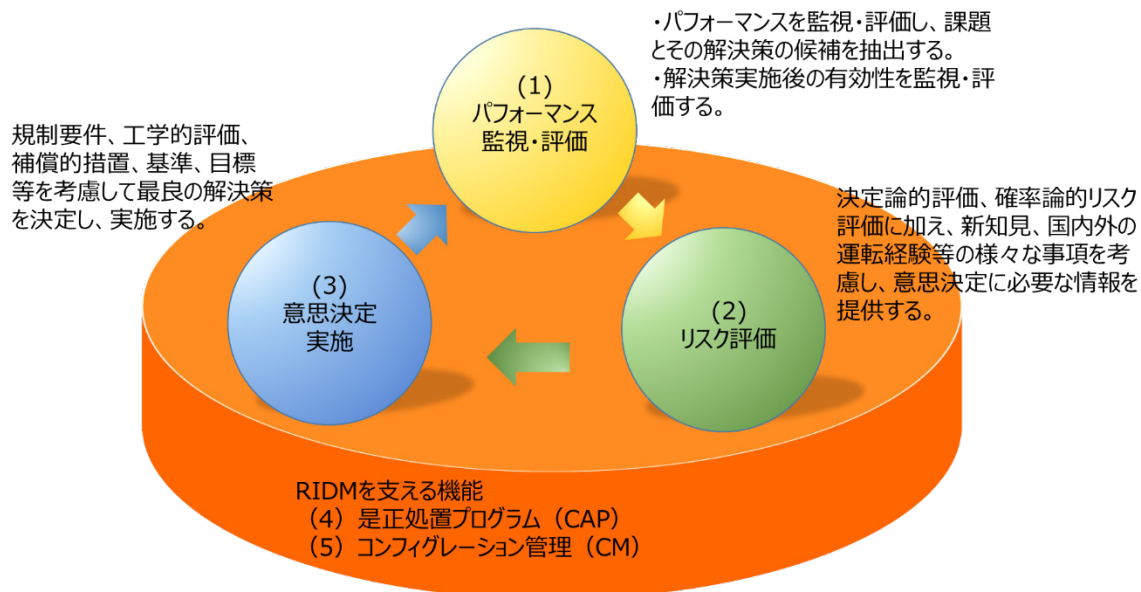 ・パフォーマンスを監視・評価し、課題
とその解決策の候補を抽出する。
・解決策実施後の有効性を監視・評
価する。
(1)
パフォーマンス
監視・評価
規制要件、工学的評価、
補償的措置、基準、目標
等を考慮して最良の解決策
を決定し、実施する。
決定論的評価、確率論的リスク
評価に加え、新知見、国内外の
運転経験等の様々な事項を考
慮し、意思決定に必要な情報を
提供する。
(3)
意思決定
実施
(2)
リスク評価
RIDMを支える機能
（4）是正処置プログラム（CAP）
（5）コンフィグレーション管理（CM）